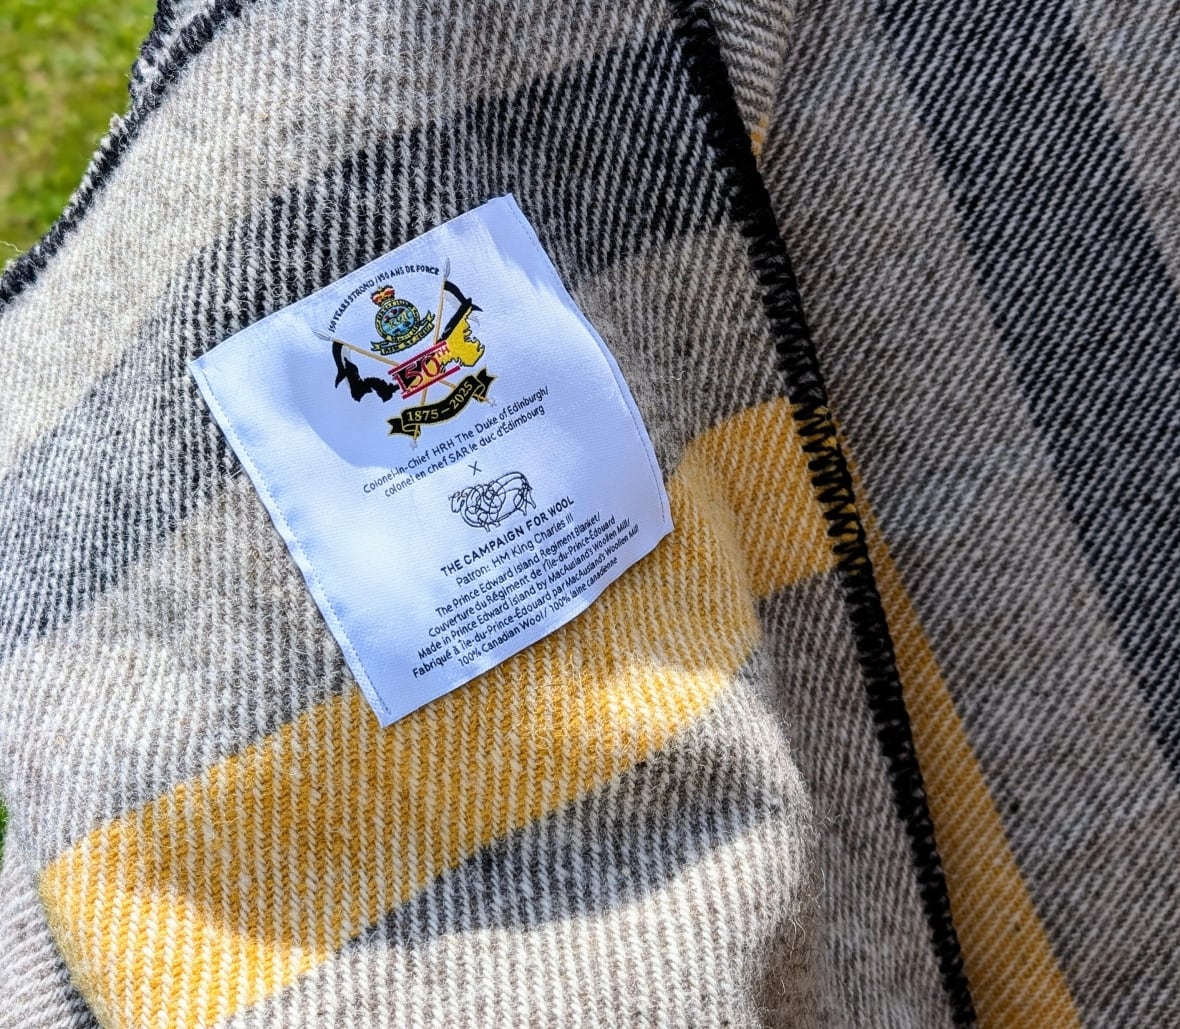 150 YEARS STRONG / 150 ANS DE FORCE
150TH
1875 – 2025
Colonel-in-Chief HRH The Duke of Edinburgh/
colonel en chef SAR le duc d'Édimbourg
X
THE CAMPAIGN FOR WOOL
Patron: HM King Charles III
The Prince Edward Island Regiment Blanket/
Couverture du Régiment de l'Île-du-Prince-Édouard
Made in Prince Edward Island by MacAusland's Woollen Mill/
Fabriqué à l'Île-du-Prince-Édouard par MacAusland's Woollen Mill
100% Canadian Wool / 100% laine canadienne